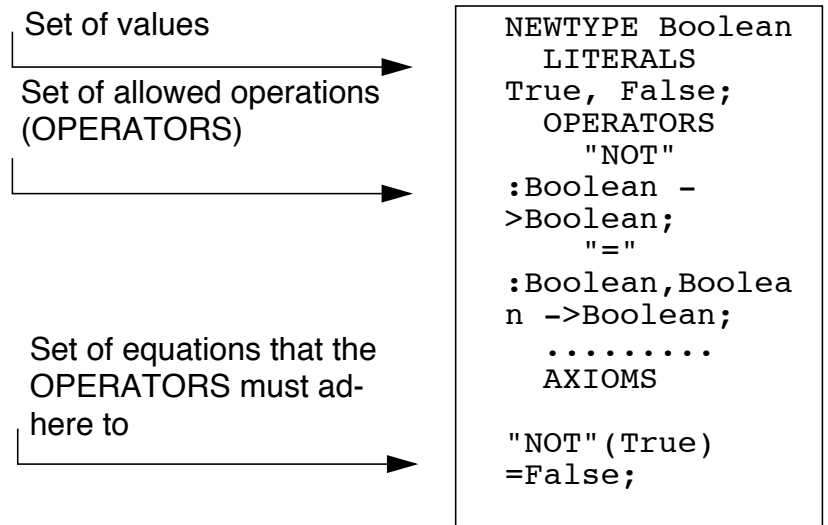 Set of values
Set of allowed operations
(OPERATORS)
Set of equations that the
OPERATORS must ad-
here to
NEWTYPE Boolean
LITERALS
True, False;
OPERATORS
"NOT"
:Boolean -
>Boolean;
"="
:Boolean,Boolea
n ->Boolean;
.........
AXIOMS
"NOT"(True)
=False;